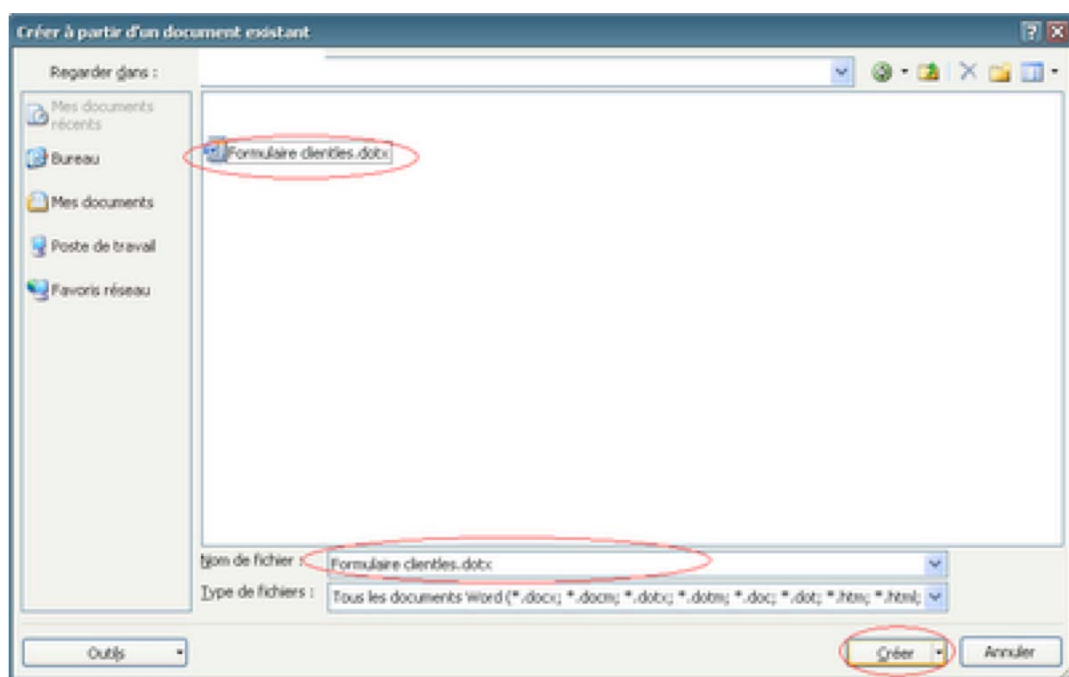 Créer à partir d'un document existant
Regarder dans :
Mes documents
récents
Bureau
Mes documents
Poste de travail
Favoris réseau
Formulaire clientles.dotx
Nom de fichier :
Formulaire clientles.dotx
Type de fichiers :
Tous les documents Word (*.docx; *.docm; *.dotx; *.dotm; *.doc; *.dot; *.htm; *.html;
Outils
Créer
Annuler